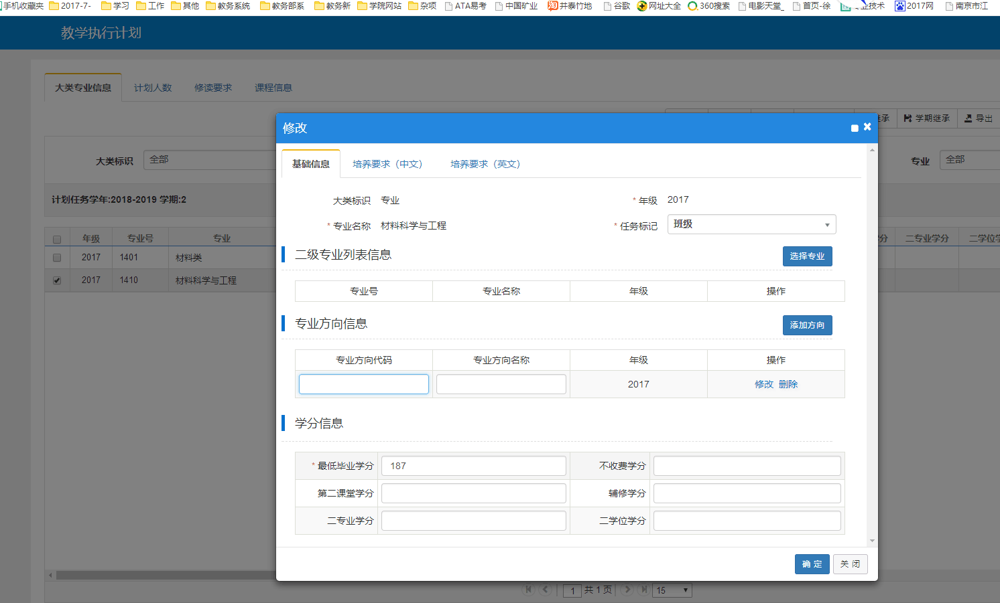 手机收藏夹 2017-7- 学习 工作 其他 教务系统 教务部系 教务新 学院网站 杂项 ATA易考 中国矿业 淘 井泰竹地 谷歌 网址大全 360搜索 电影天堂_ 首页-徐 业技术 2017网 南京市江
教学执行计划
大类专业信息 计划人数 修读要求 课程信息
承 学期继承 导出
大类标识 全部 专业 全部
计划任务学年:2018-2019 学期:2
年级 专业号 专业 分 二专业学分 二学位学
2017 1401 材料类
2017 1410 材料科学与工程
修改
基础信息 培养要求（中文） 培养要求（英文）
大类标识 专业 * 年级 2017
* 专业名称 材料科学与工程 * 任务标记 班级
二级专业列表信息 选择专业
专业号 专业名称 年级 操作
专业方向信息 添加方向
专业方向代码 专业方向名称 年级 操作
2017 修改 删除
学分信息
* 最低毕业学分 187 不收费学分
第二课堂学分 辅修学分
二专业学分 二学位学分
确 定 关 闭
1 共 1 页 15